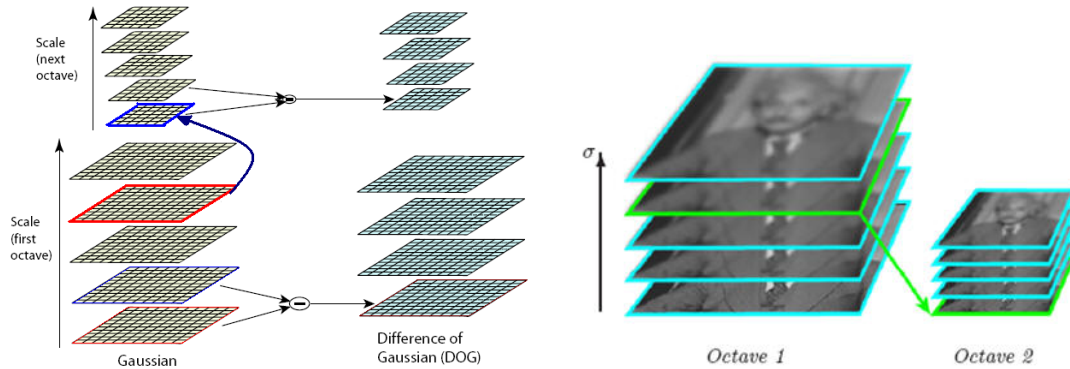 Scale
(next
octave)
Scale
(first
octave)
Gaussian
Difference of
Gaussian (DOG)
σ
Octave 1
Octave 2